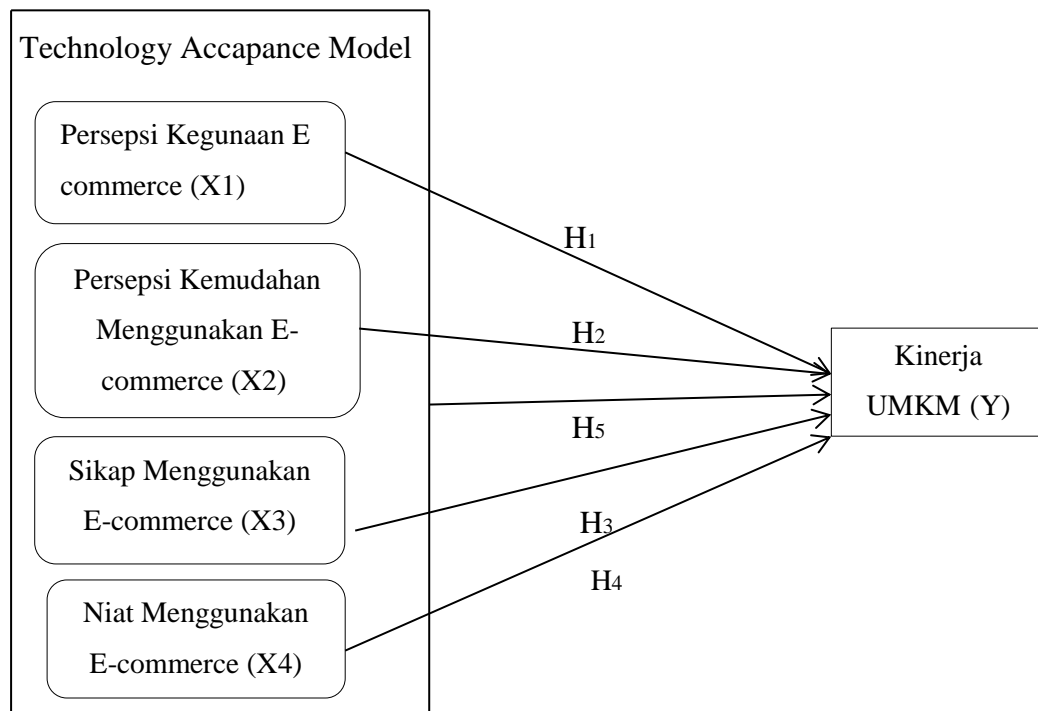 Technology Accapance Model
Persepsi Kegunaan E
commerce (X1)
Persepsi Kemudahan
Menggunakan E-
commerce (X2)
Sikap Menggunakan
E-commerce (X3)
Niat Menggunakan
E-commerce (X4)
H1
H2
H5
H3
H4
Kinerja
UMKM (Y)